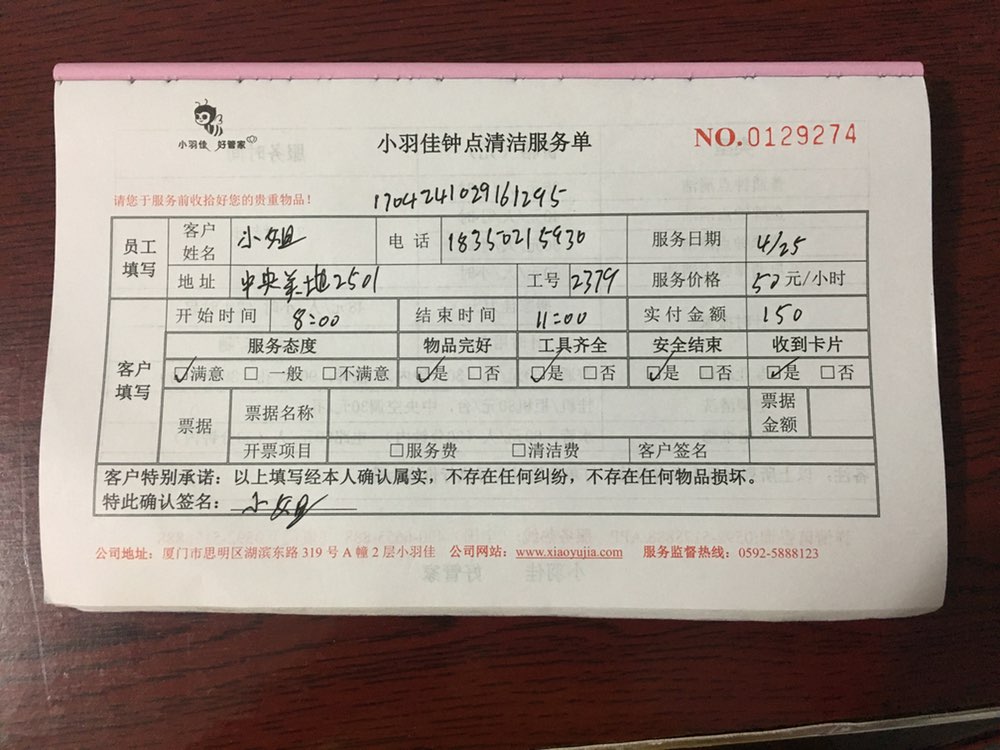 小羽佳 好管家
小羽佳钟点清洁服务单
NO.0129274
请您于服务前收拾好您的贵重物品!
1704241029161295
员工填写 客户姓名 小姐 电话 18350215930 服务日期 4/25
地址 中央美地2501 工号 2379 服务价格 50元/小时
客户填写 开始时间 8:00 结束时间 11:00 实付金额 150
服务态度 物品完好 工具齐全 安全结束 收到卡片
☑满意 □一般 □不满意 ☑是 □否 ☑是 □否 ☑是 □否 ☑是 □否
票据 票据名称 票据金额
开票项目 □服务费 □清洁费 客户签名
客户特别承诺:以上填写经本人确认属实,不存在任何纠纷,不存在任何物品损坏。
特此确认签名: 小姐
公司地址:厦门市思明区湖滨东路 319 号 A 幢 2 层小羽佳 公司网站:www.xiaoyujia.com 服务监督热线:0592-5888123